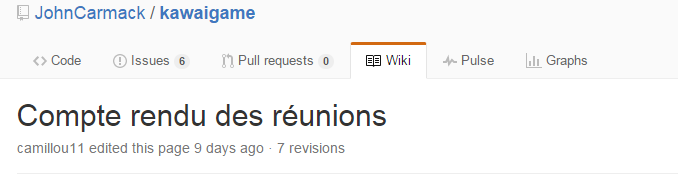 JohnCarmack / kawaigame
Code Issues 6 Pull requests 0 Wiki Pulse Graphs
Compte rendu des réunions
camillou11 edited this page 9 days ago · 7 revisions